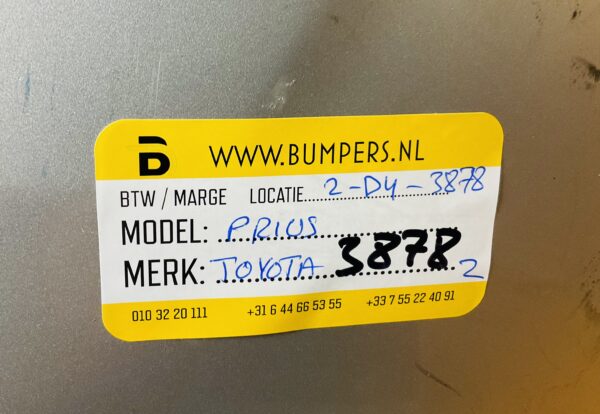 WWW.BUMPERS.NL
BTW / MARGE LOCATIE 2-D4-3878
MODEL: PRIUS
MERK: TOYOTA 3878 2
010 32 20 111 +31 6 44 66 53 55 +33 7 55 22 40 91